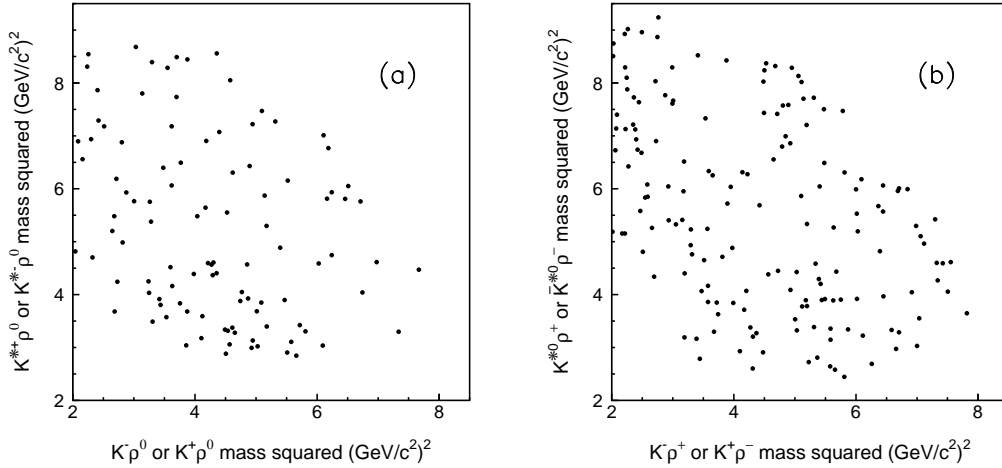 K*+ρ0 or K*-ρ0 mass squared (GeV/c2)2
8
6
4
2
(a)
2 4 6 8
K-ρ0 or K+ρ0 mass squared (GeV/c2)2
K*0ρ+ or K̄*0ρ− mass squared (GeV/c2)2
8
6
4
2
(b)
2 4 6 8
K-ρ+ or K+ρ− mass squared (GeV/c2)2